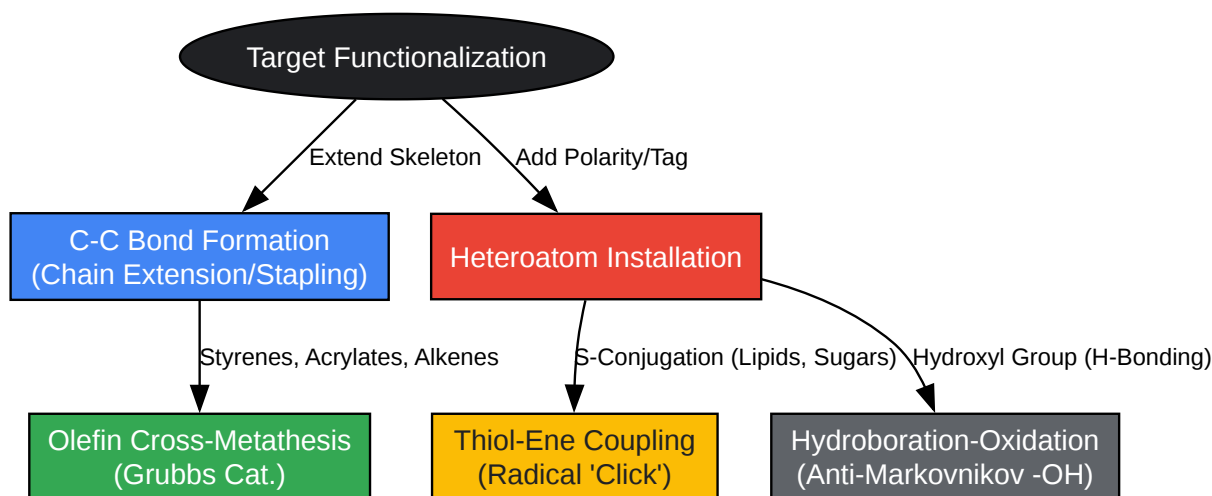 Target Functionalization
Extend Skeleton
Add Polarity/Tag
C-C Bond Formation
(Chain Extension/Stapling)
Heteroatom Installation
Styrenes, Acrylates, Alkenes
S-Conjugation (Lipids, Sugars)
Hydroxyl Group (H-Bonding)
Olefin Cross-Metathesis
(Grubbs Cat.)
Thiol-Ene Coupling
(Radical 'Click')
Hydroboration-Oxidation
(Anti-Markovnikov -OH)